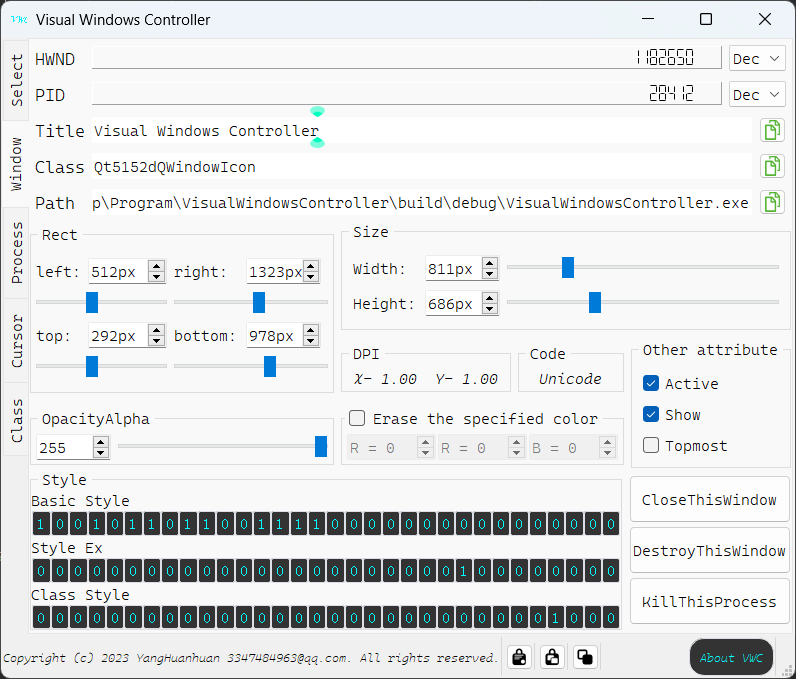 VWC Visual Windows Controller
Select
Window
Process
Cursor
Class
HWND 1182650 Dec
PID 28412 Dec
Title Visual Windows Controller
Class Qt5152dQWindowIcon
Path p\Program\VisualWindowsController\build\debug\VisualWindowsController.exe
Rect
left: 512px right: 1323px
top: 292px bottom: 978px
Size
Width: 811px
Height: 686px
DPI
X- 1.00 Y- 1.00
Code
Unicode
Other attribute
Active
Show
Topmost
OpacityAlpha
255
Erase the specified color
R = 0 R = 0 B = 0
Style
Basic Style
1 0 0 1 0 1 1 0 1 1 0 0 1 1 1 1 0 0 0 0 0 0 0 0 0 0 0 0 0 0 0 0
Style Ex
0 0 0 0 0 0 0 0 0 0 0 0 0 0 0 0 0 0 0 0 0 0 0 1 0 0 0 0 0 0 0 0
Class Style
0 0 0 0 0 0 0 0 0 0 0 0 0 0 0 0 0 0 0 0 0 0 0 0 0 0 0 0 1 0 0 0
CloseThisWindow
DestroyThisWindow
KillThisProcess
Copyright (c) 2023 YangHuanhuan 3347484963@qq.com. All rights reserved.
About VWC